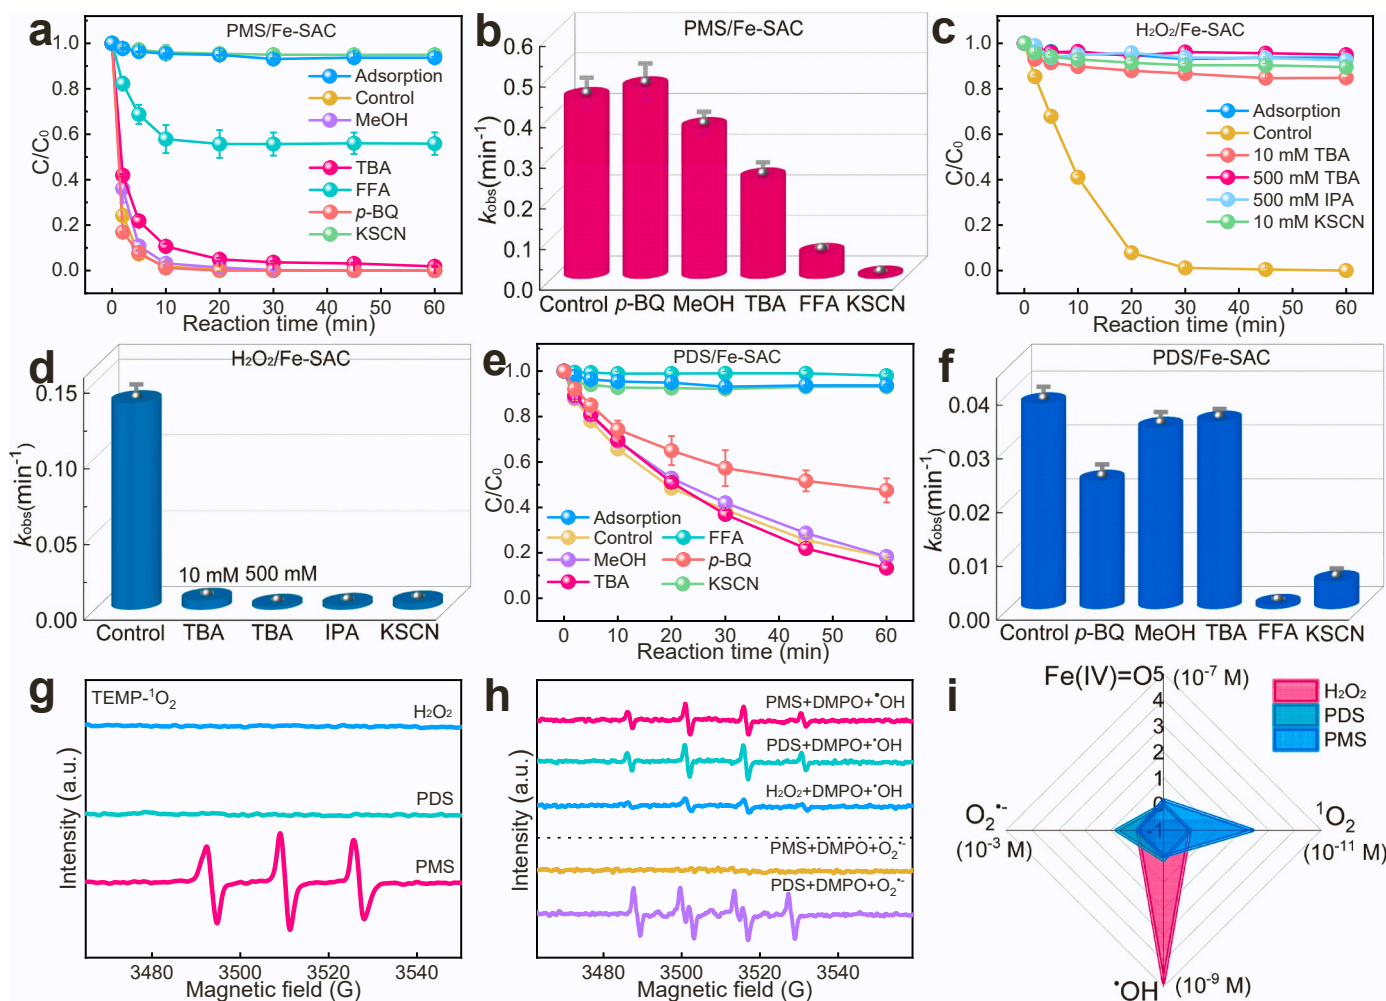 a
PMS/Fe-SAC
1.0
0.8
0.6
0.4
0.2
0.0
C/C₀
Adsorption
Control
MeOH
TBA
FFA
p-BQ
KSCN
0 10 20 30 40 50 60
Reaction time (min)
b
PMS/Fe-SAC
0.6
0.5
0.4
0.3
0.2
0.1
0.0
kobs(min⁻¹)
Control p-BQ MeOH TBA FFA KSCN
c
H₂O₂/Fe-SAC
1.0
0.8
0.6
0.4
0.2
0.0
C/C₀
Adsorption
Control
10 mM TBA
500 mM TBA
500 mM IPA
10 mM KSCN
0 10 20 30 40 50 60
Reaction time (min)
d
H₂O₂/Fe-SAC
0.15
0.10
0.05
0.00
kobs(min⁻¹)
10 mM 500 mM
Control TBA TBA IPA KSCN
e
PDS/Fe-SAC
1.0
0.8
0.6
0.4
0.2
0.0
C/C₀
Adsorption
Control
MeOH
TBA
FFA
p-BQ
KSCN
0 10 20 30 40 50 60
Reaction time (min)
f
PDS/Fe-SAC
0.04
0.03
0.02
0.01
0.00
kobs(min⁻¹)
Control p-BQ MeOH TBA FFA KSCN
g
TEMP-¹O₂
H₂O₂
PDS
PMS
Intensity (a.u.)
3480 3510 3540
Magnetic field (G)
h
PMS+DMPO+•OH
PDS+DMPO+•OH
H₂O₂+DMPO+•OH
PMS+DMPO+O₂•⁻
PDS+DMPO+O₂•⁻
Intensity (a.u.)
3480 3510 3540
Magnetic field (G)
i
Fe(IV)=O
(10⁻⁷ M)
5
4
3
2
1
0
-1
H₂O₂
PDS
PMS
O₂•⁻
(10⁻³ M)
¹O₂
(10⁻¹¹ M)
•OH
(10⁻⁹ M)